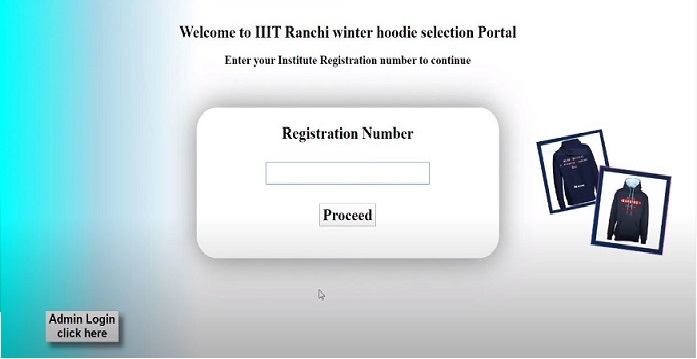 Welcome to IIIT Ranchi winter hoodie selection Portal
Enter your Institute Registration number to continue
Registration Number
Proceed
Admin Login
click here